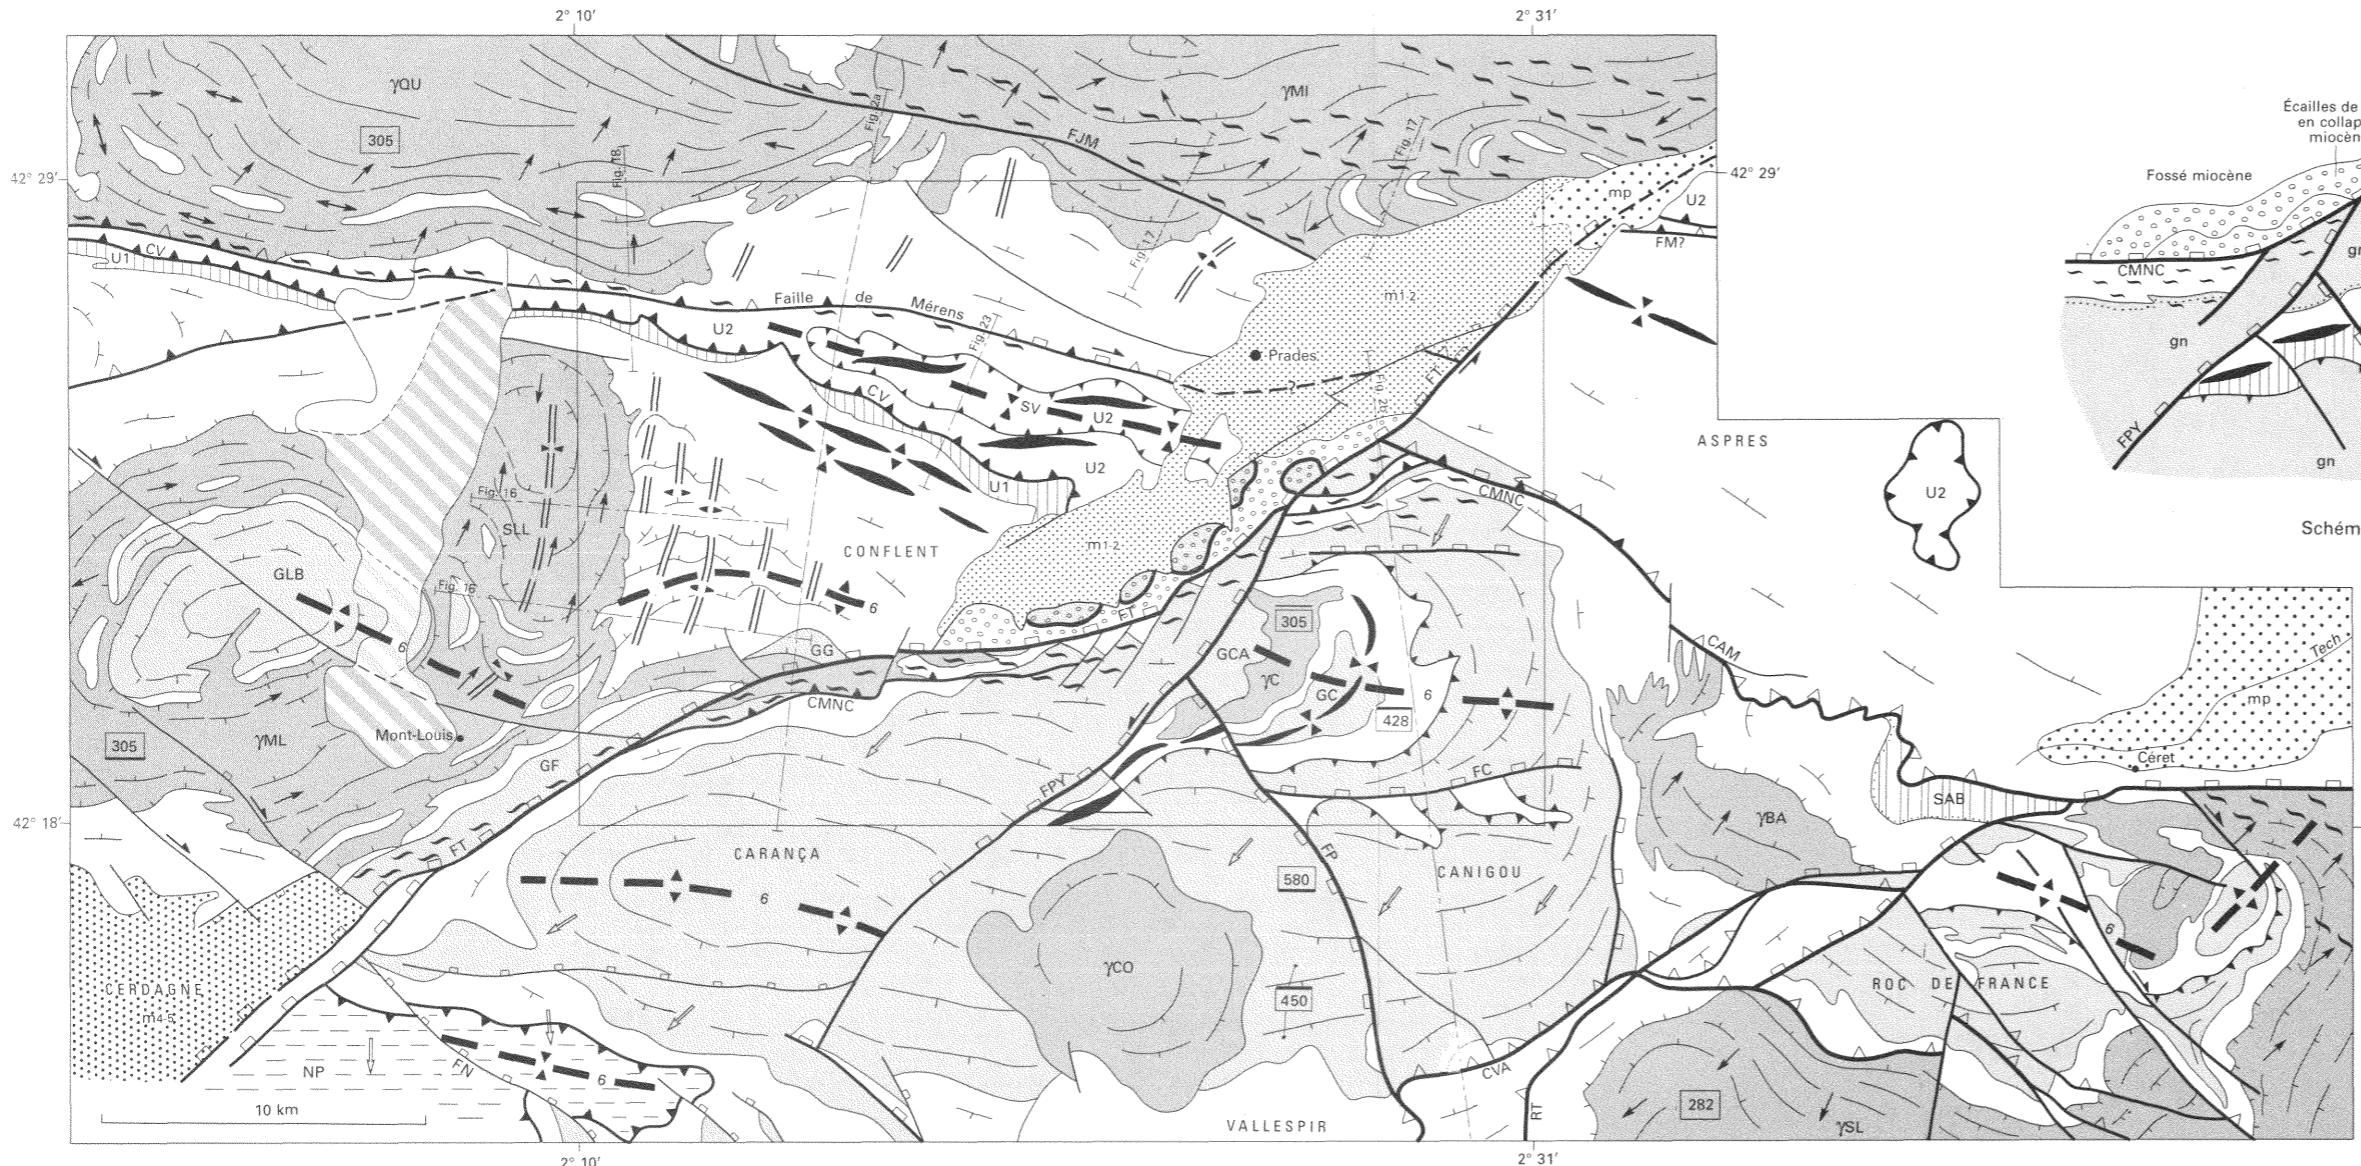 2° 10′
2° 31′
γQU
305
γMI
Fig. 2a
FJM
Fig. 18
Fig. 17
42° 29′
42° 29′
mp
U2
FM?
Écailles de
en collap
miocèn
Fossé miocène
CMNC
gn
gn
gn
FPY
Schém
CV
U1
Fig. 17
m1-2
Faille de Mérens
U2
Fig. 23
Prades
?
FT
SV
U2
CV
U2
U1
ASPRES
U2
CMNC
Fig. 16
SLL
CONFLENT
m1-2
GLB
Fig. 16
6
6
FT
305
GCA
γC
GC
6
428
GG
CMNC
CAM
Tech
mp
Céret
305
γML
Mont-Louis
GF
FPY
FC
SAB
γBA
42° 18′
FT
CARANÇA
6
FP
580
CANIGOU
6
CERDAGNE
m4-5
γCO
450
ROC DE FRANCE
NP
FN
6
CVA
RT
282
γSL
10 km
VALLESPIR
2° 10′
2° 31′